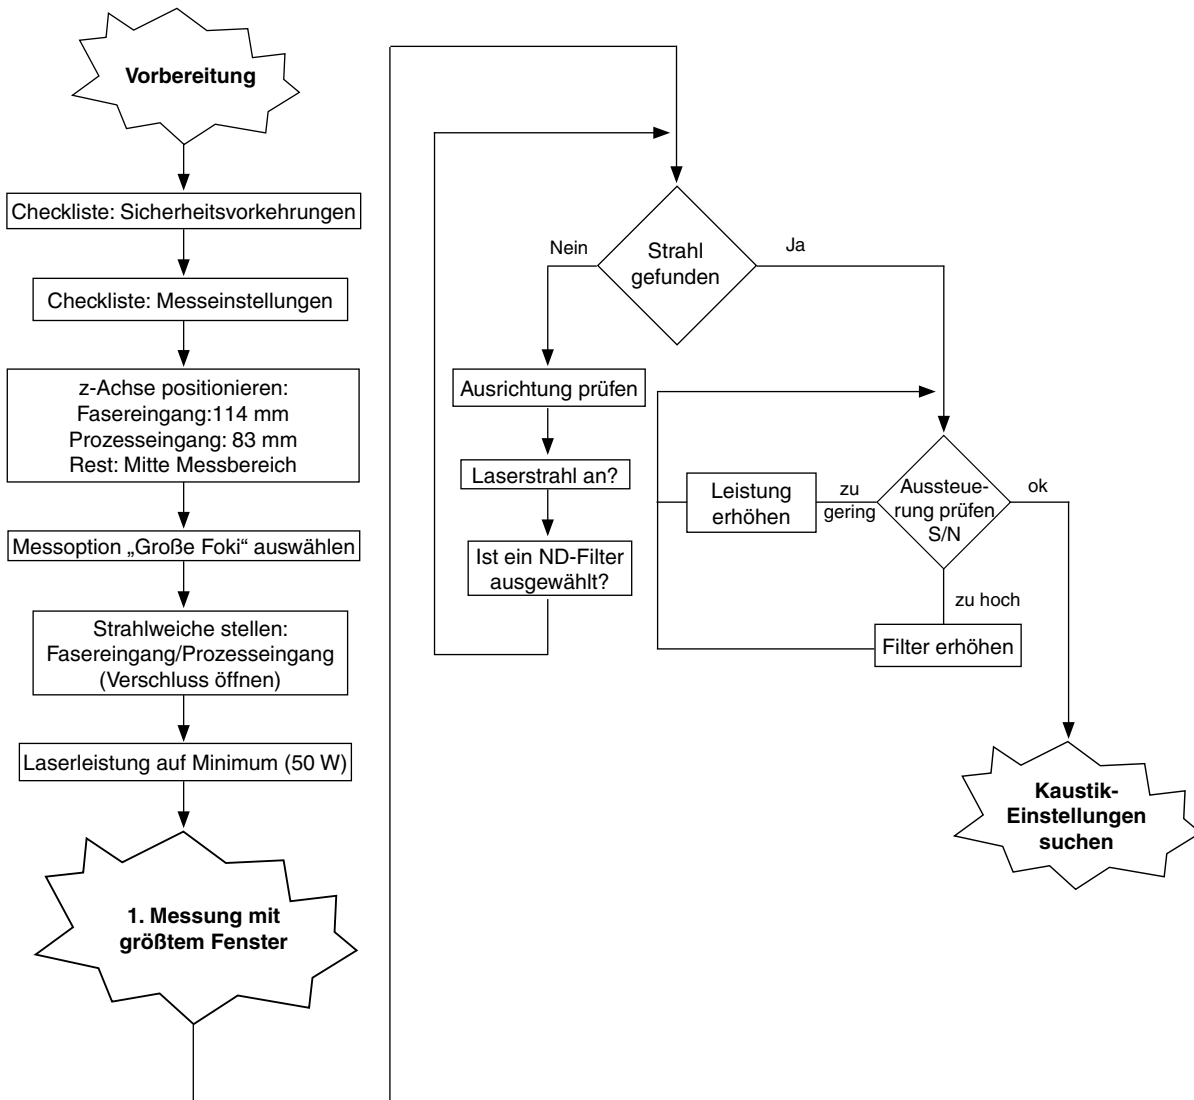 Vorbereitung
Checkliste: Sicherheitsvorkehrungen
Checkliste: Messeinstellungen
z-Achse positionieren:
Fasereingang:114 mm
Prozesseingang: 83 mm
Rest: Mitte Messbereich
Messoption „Große Foki“ auswählen
Strahlweiche stellen:
Fasereingang/Prozesseingang
(Verschluss öffnen)
Laserleistung auf Minimum (50 W)
1. Messung mit
größtem Fenster
Strahl
gefunden
Nein
Ja
Ausrichtung prüfen
Laserstrahl an?
Ist ein ND-Filter
ausgewählt?
Leistung
erhöhen
zu
gering
Aussteue-
rung prüfen
S/N
ok
zu hoch
Filter erhöhen
Kaustik-
Einstellungen
suchen